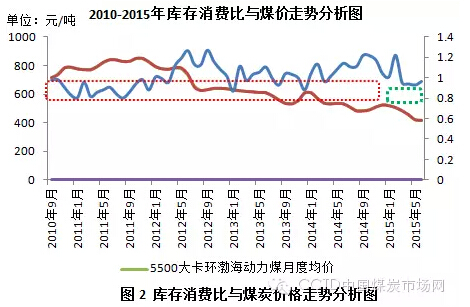 2010-2015年库存消费比与煤价走势分析图
1000 元/吨
800
600
400
200
0
1.4
1.2
1
0.8
0.6
0.4
0.2
0
2010年9月
2011年1月
2011年5月
2011年9月
2012年1月
2012年5月
2012年9月
2013年1月
2013年5月
2013年9月
2014年1月
2014年5月
2014年9月
2015年1月
2015年5月
5500大卡环渤海动力煤月度均价
CCTD中国煤炭市场网
图 2 库存消费比与煤炭价格走势分析图